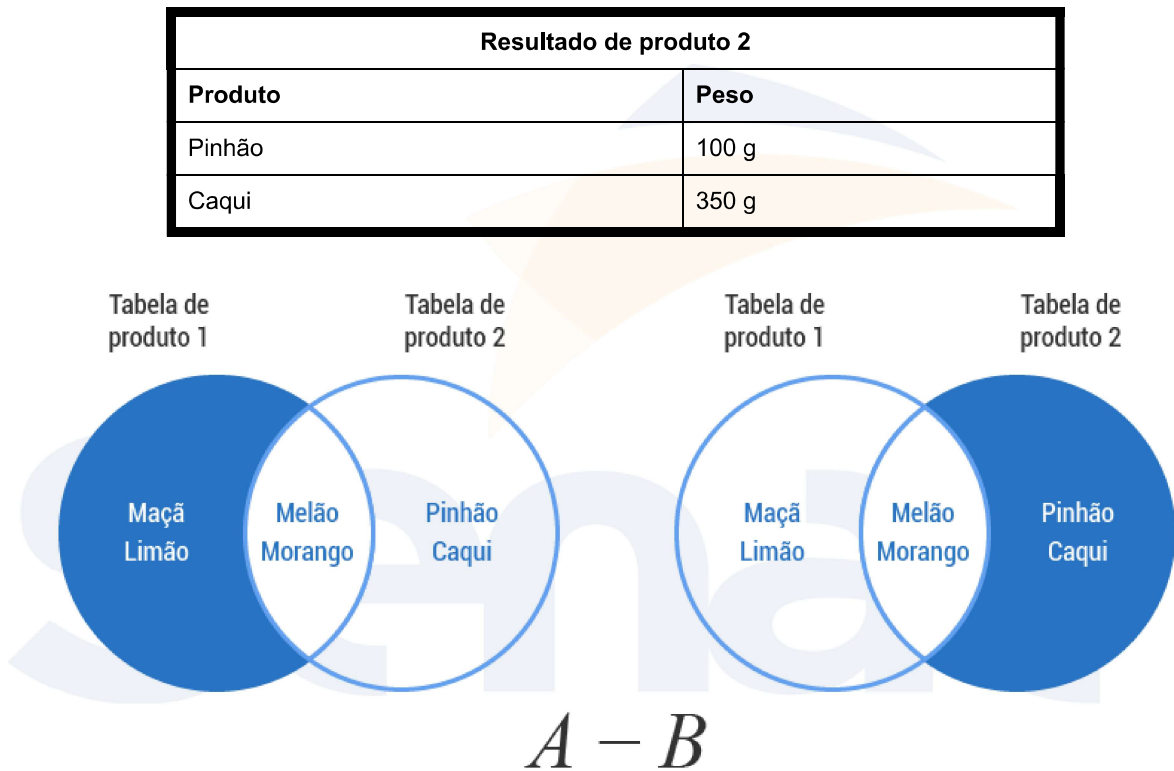 Resultado de produto 2
Produto Peso
Pinhão 100 g
Caqui 350 g
Tabela de
produto 1
Tabela de
produto 2
Tabela de
produto 1
Tabela de
produto 2
Maçã
Limão
Melão
Morango
Pinhão
Caqui
Maçã
Limão
Melão
Morango
Pinhão
Caqui
A − B
senac